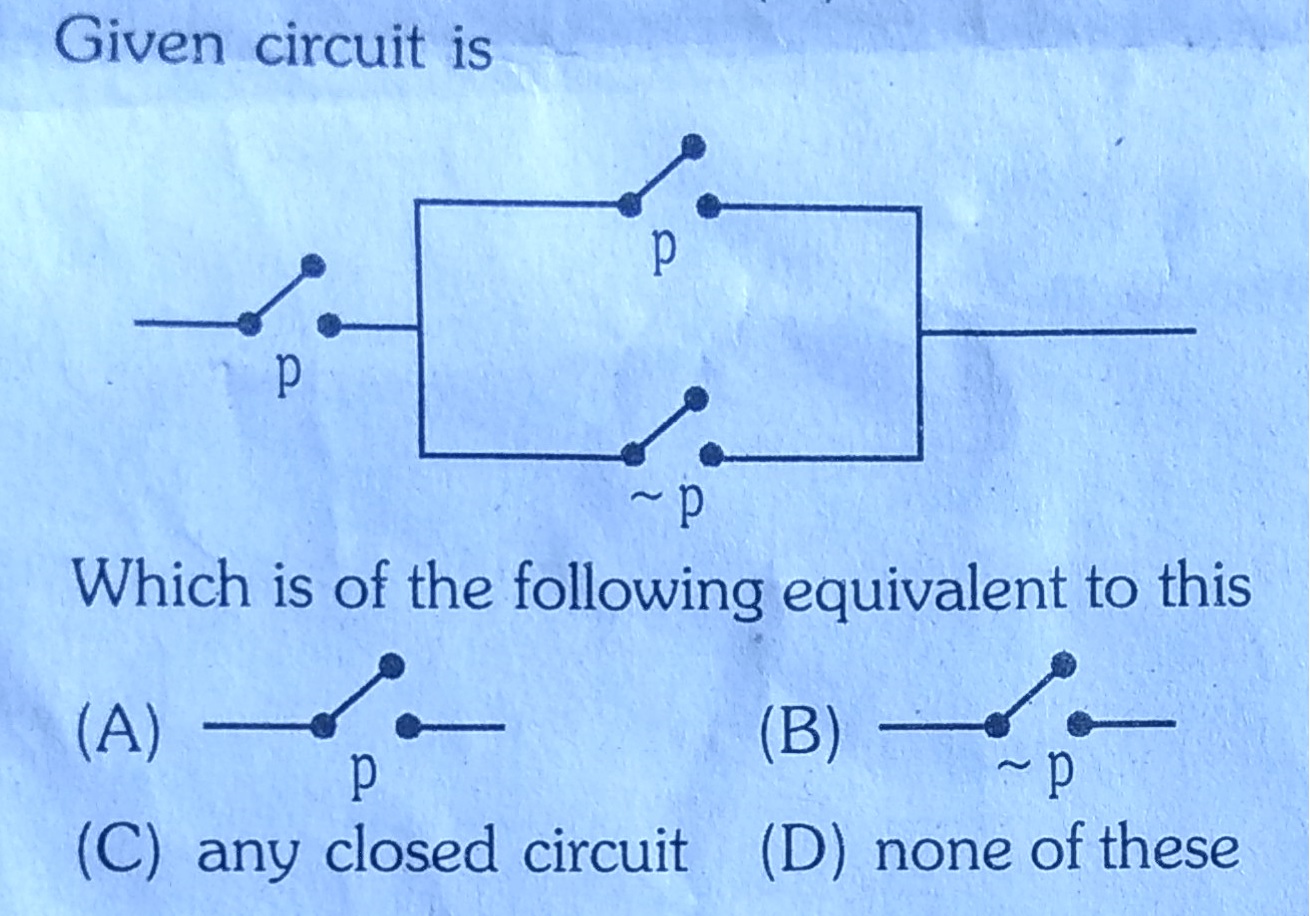 Given circuit is
p
p
~ p
Which is of the following equivalent to this
(A) p (B) ~ p
(C) any closed circuit (D) none of these